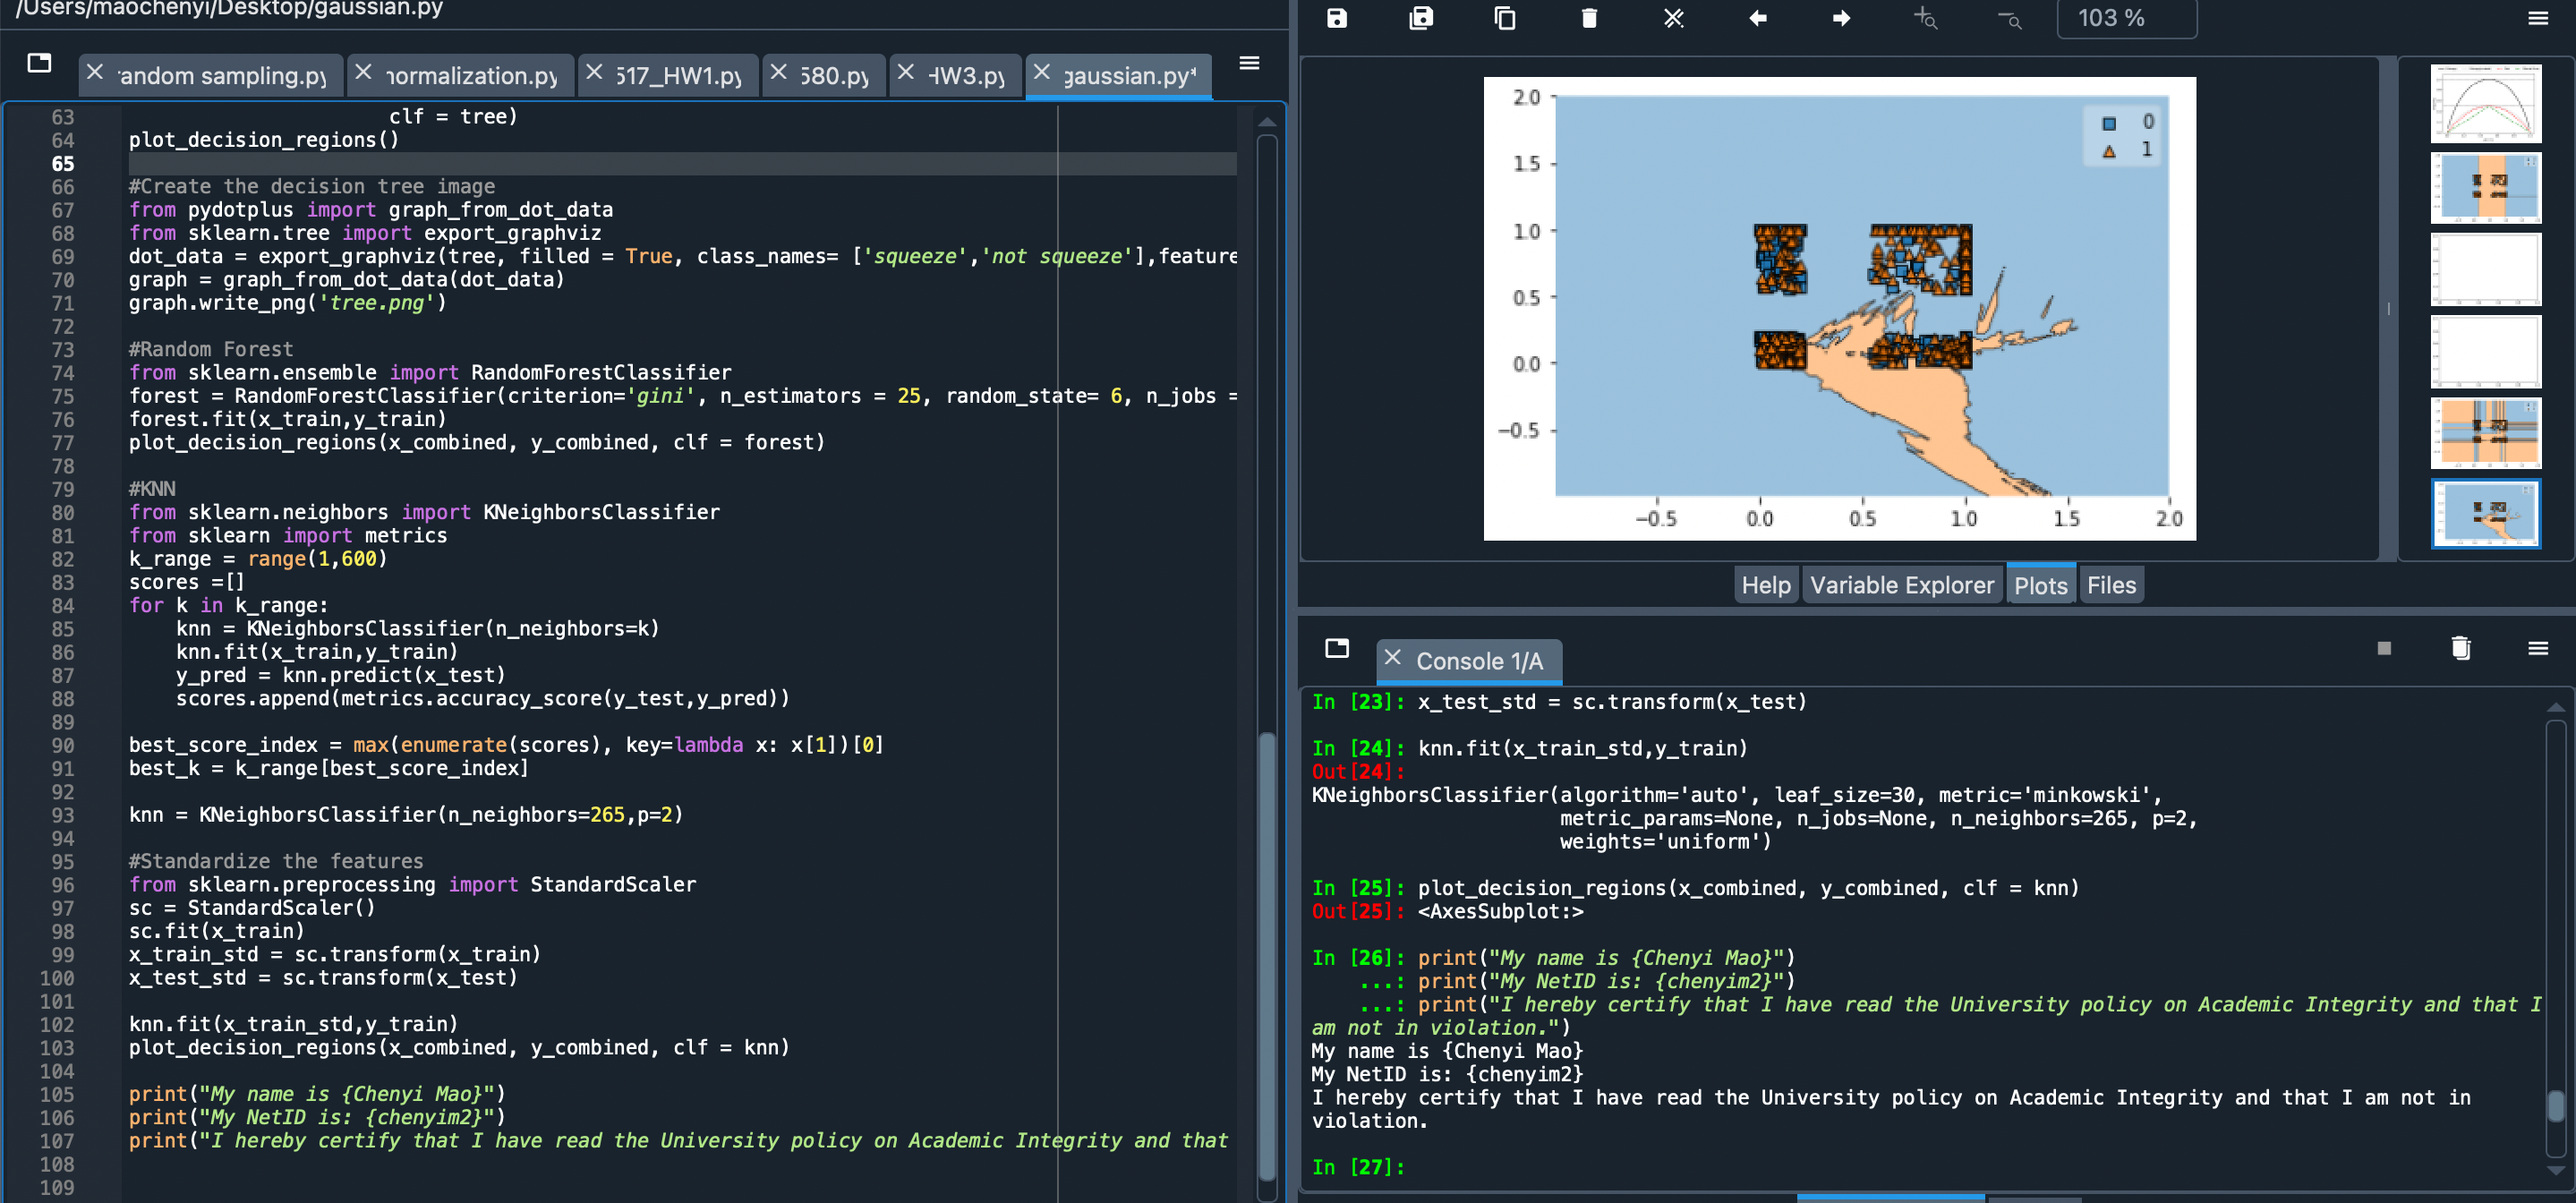 /Users/maochenyi/Desktop/gaussian.py
andom sampling.py
normalization.py
517_HW1.py
580.py
HW3.py
gaussian.py*
63 clf = tree)
64 plot_decision_regions()
65
66 #Create the decision tree image
67 from pydotplus import graph_from_dot_data
68 from sklearn.tree import export_graphviz
69 dot_data = export_graphviz(tree, filled = True, class_names= ['squeeze','not squeeze'],feature
70 graph = graph_from_dot_data(dot_data)
71 graph.write_png('tree.png')
72
73 #Random Forest
74 from sklearn.ensemble import RandomForestClassifier
75 forest = RandomForestClassifier(criterion='gini', n_estimators = 25, random_state= 6, n_jobs =
76 forest.fit(x_train,y_train)
77 plot_decision_regions(x_combined, y_combined, clf = forest)
78
79 #KNN
80 from sklearn.neighbors import KNeighborsClassifier
81 from sklearn import metrics
82 k_range = range(1,600)
83 scores =[]
84 for k in k_range:
85 knn = KNeighborsClassifier(n_neighbors=k)
86 knn.fit(x_train,y_train)
87 y_pred = knn.predict(x_test)
88 scores.append(metrics.accuracy_score(y_test,y_pred))
89
90 best_score_index = max(enumerate(scores), key=lambda x: x[1])[0]
91 best_k = k_range[best_score_index]
92
93 knn = KNeighborsClassifier(n_neighbors=265,p=2)
94
95 #Standardize the features
96 from sklearn.preprocessing import StandardScaler
97 sc = StandardScaler()
98 sc.fit(x_train)
99 x_train_std = sc.transform(x_train)
100 x_test_std = sc.transform(x_test)
101
102 knn.fit(x_train_std,y_train)
103 plot_decision_regions(x_combined, y_combined, clf = knn)
104
105 print("My name is {Chenyi Mao}")
106 print("My NetID is: {chenyim2}")
107 print("I hereby certify that I have read the University policy on Academic Integrity and that
108
109
103 %
2.0
1.5
1.0
0.5
0.0
−0.5
−0.5 0.0 0.5 1.0 1.5 2.0
0
1
Help Variable Explorer Plots Files
Console 1/A
In [23]: x_test_std = sc.transform(x_test)
In [24]: knn.fit(x_train_std,y_train)
Out[24]:
KNeighborsClassifier(algorithm='auto', leaf_size=30, metric='minkowski',
metric_params=None, n_jobs=None, n_neighbors=265, p=2,
weights='uniform')
In [25]: plot_decision_regions(x_combined, y_combined, clf = knn)
Out[25]: <AxesSubplot:>
In [26]: print("My name is {Chenyi Mao}")
...: print("My NetID is: {chenyim2}")
...: print("I hereby certify that I have read the University policy on Academic Integrity and that I
am not in violation.")
My name is {Chenyi Mao}
My NetID is: {chenyim2}
I hereby certify that I have read the University policy on Academic Integrity and that I am not in
violation.
In [27]: